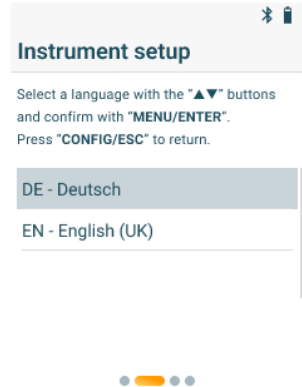 Instrument setup
Select a language with the "▲▼" buttons
and confirm with "MENU/ENTER".
Press "CONFIG/ESC" to return.
DE - Deutsch
EN - English (UK)